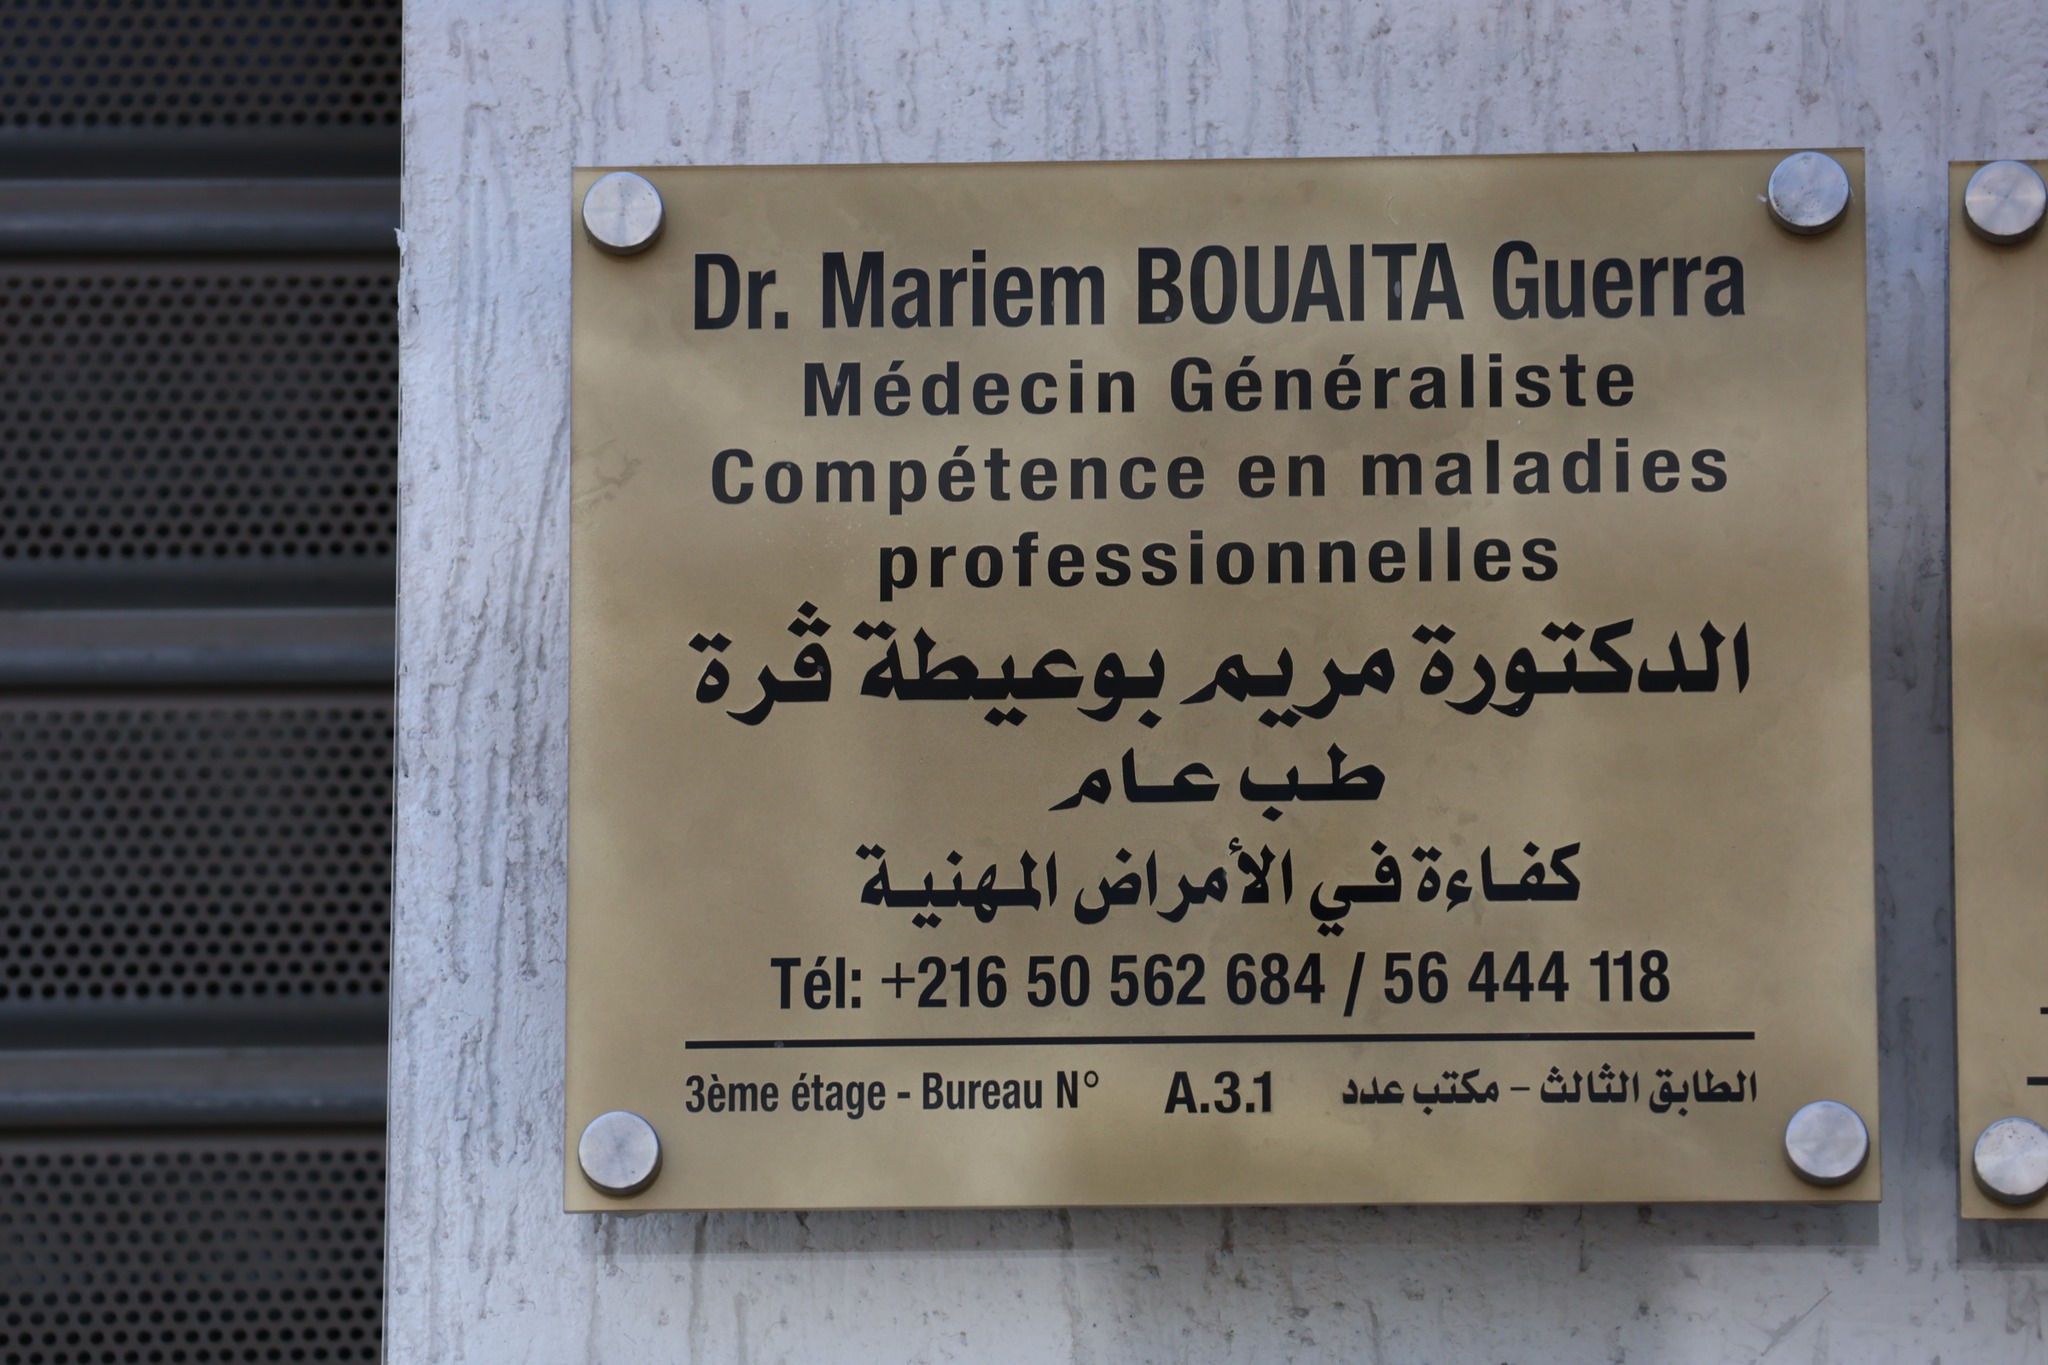 Dr. Mariem BOUAITA Guerra
Médecin Généraliste
Compétence en maladies
professionnelles
الدكتورة مريم بوعيطة ڨرة
طب عام
كفاءة في الأمراض المهنية
Tél: +216 50 562 684 / 56 444 118
3ème étage - Bureau N° A.3.1 الطابق الثالث - مكتب عدد